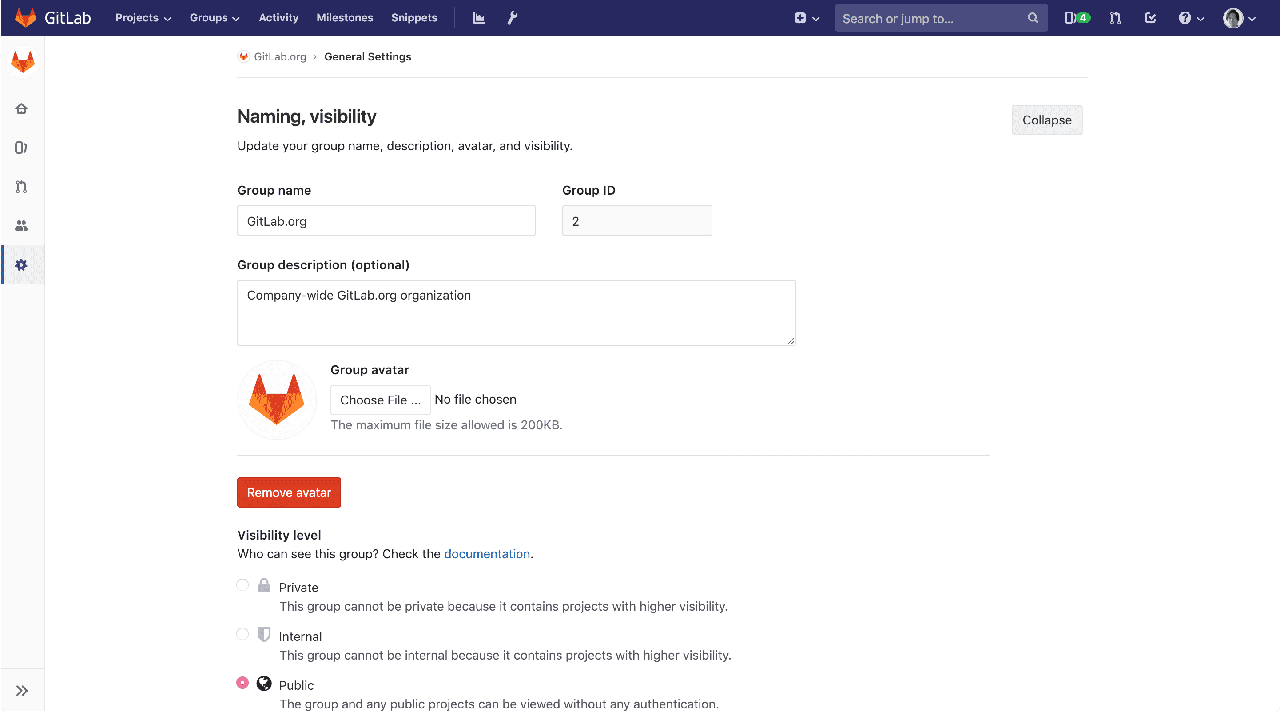 GitLab Projects Groups Activity Milestones Snippets Search or jump to... 4
GitLab.org › General Settings
Naming, visibility
Collapse
Update your group name, description, avatar, and visibility.
Group name Group ID
GitLab.org 2
Group description (optional)
Company-wide GitLab.org organization
Group avatar
Choose File ... No file chosen
The maximum file size allowed is 200KB.
Remove avatar
Visibility level
Who can see this group? Check the documentation.
Private
This group cannot be private because it contains projects with higher visibility.
Internal
This group cannot be internal because it contains projects with higher visibility.
Public
The group and any public projects can be viewed without any authentication.